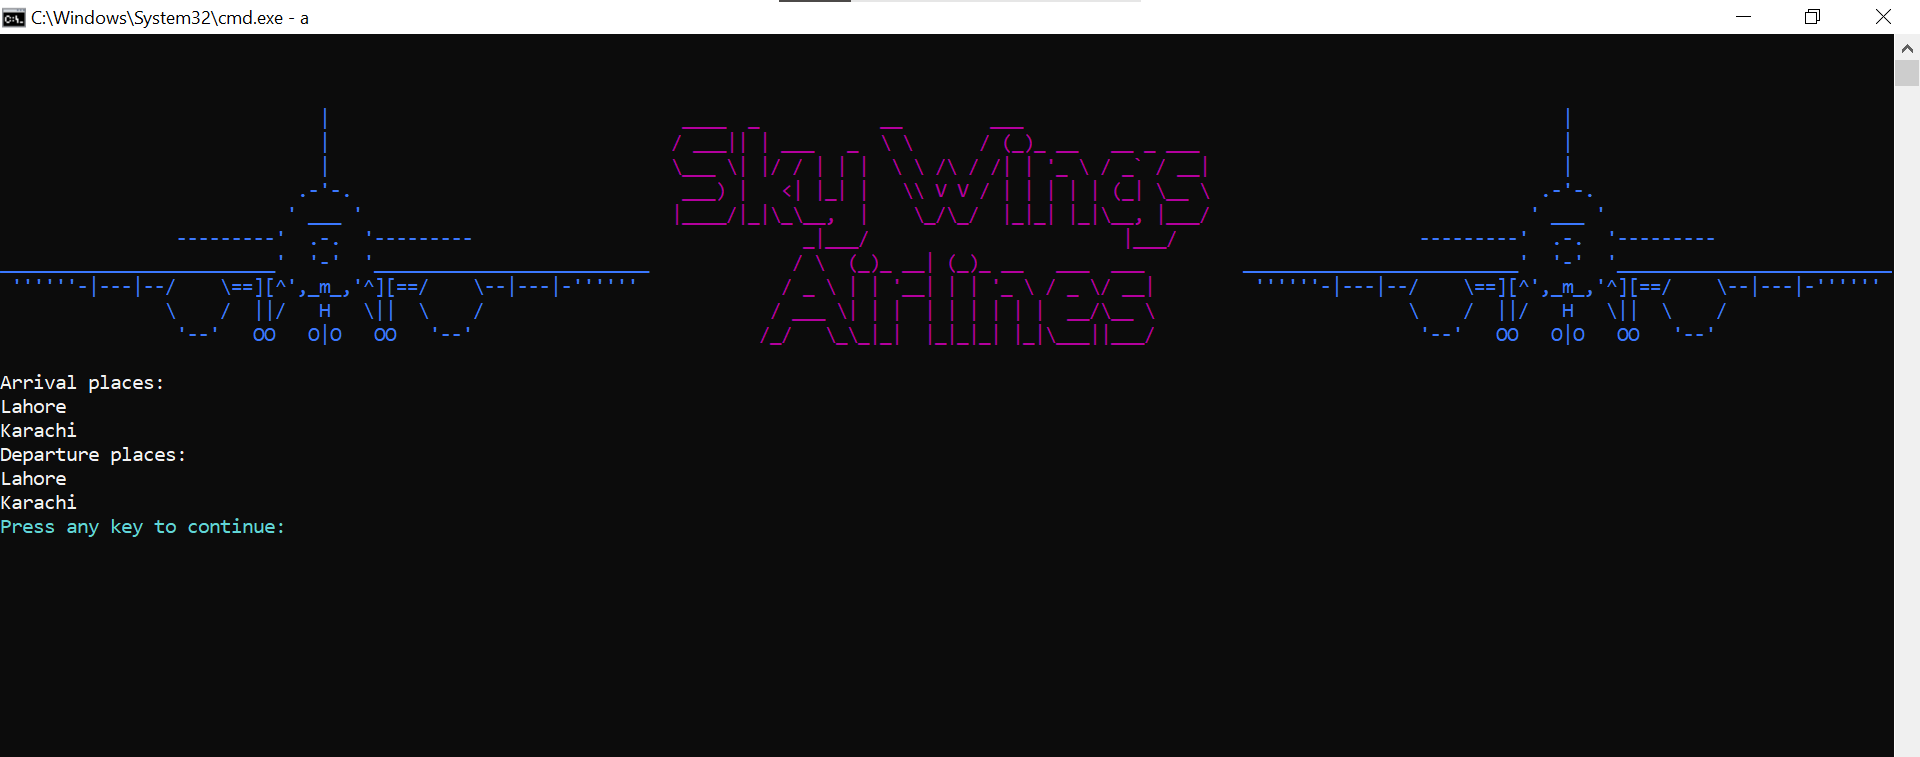 C:\Windows\System32\cmd.exe - a
Sky Wings
Airlines
Arrival places:
Lahore
Karachi
Departure places:
Lahore
Karachi
Press any key to continue: